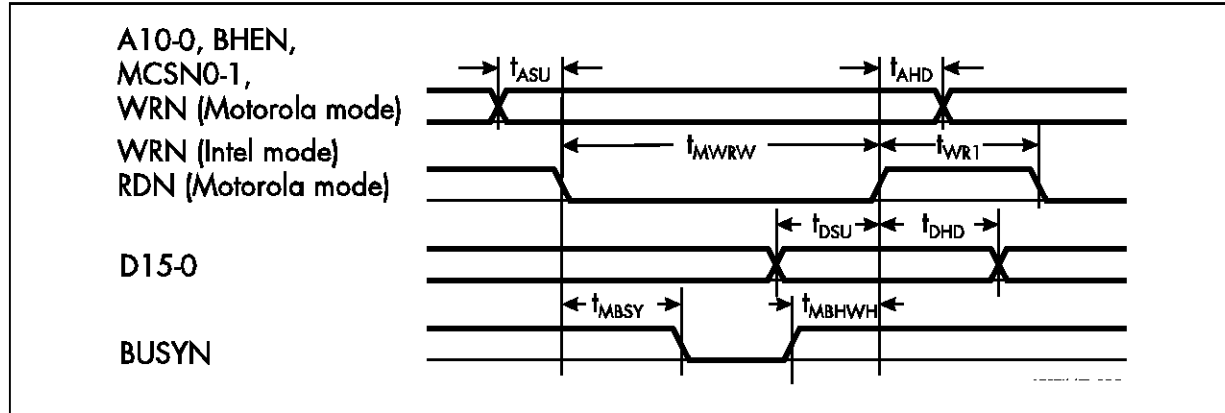 A10-0, BHEN,
MCSN0-1,
WRN (Motorola mode)
tASU
tAHD
WRN (Intel mode)
RDN (Motorola mode)
tMWRW
tWR1
D15-0
tDSU
tDHD
BUSYN
tMBSY
tMBHWH